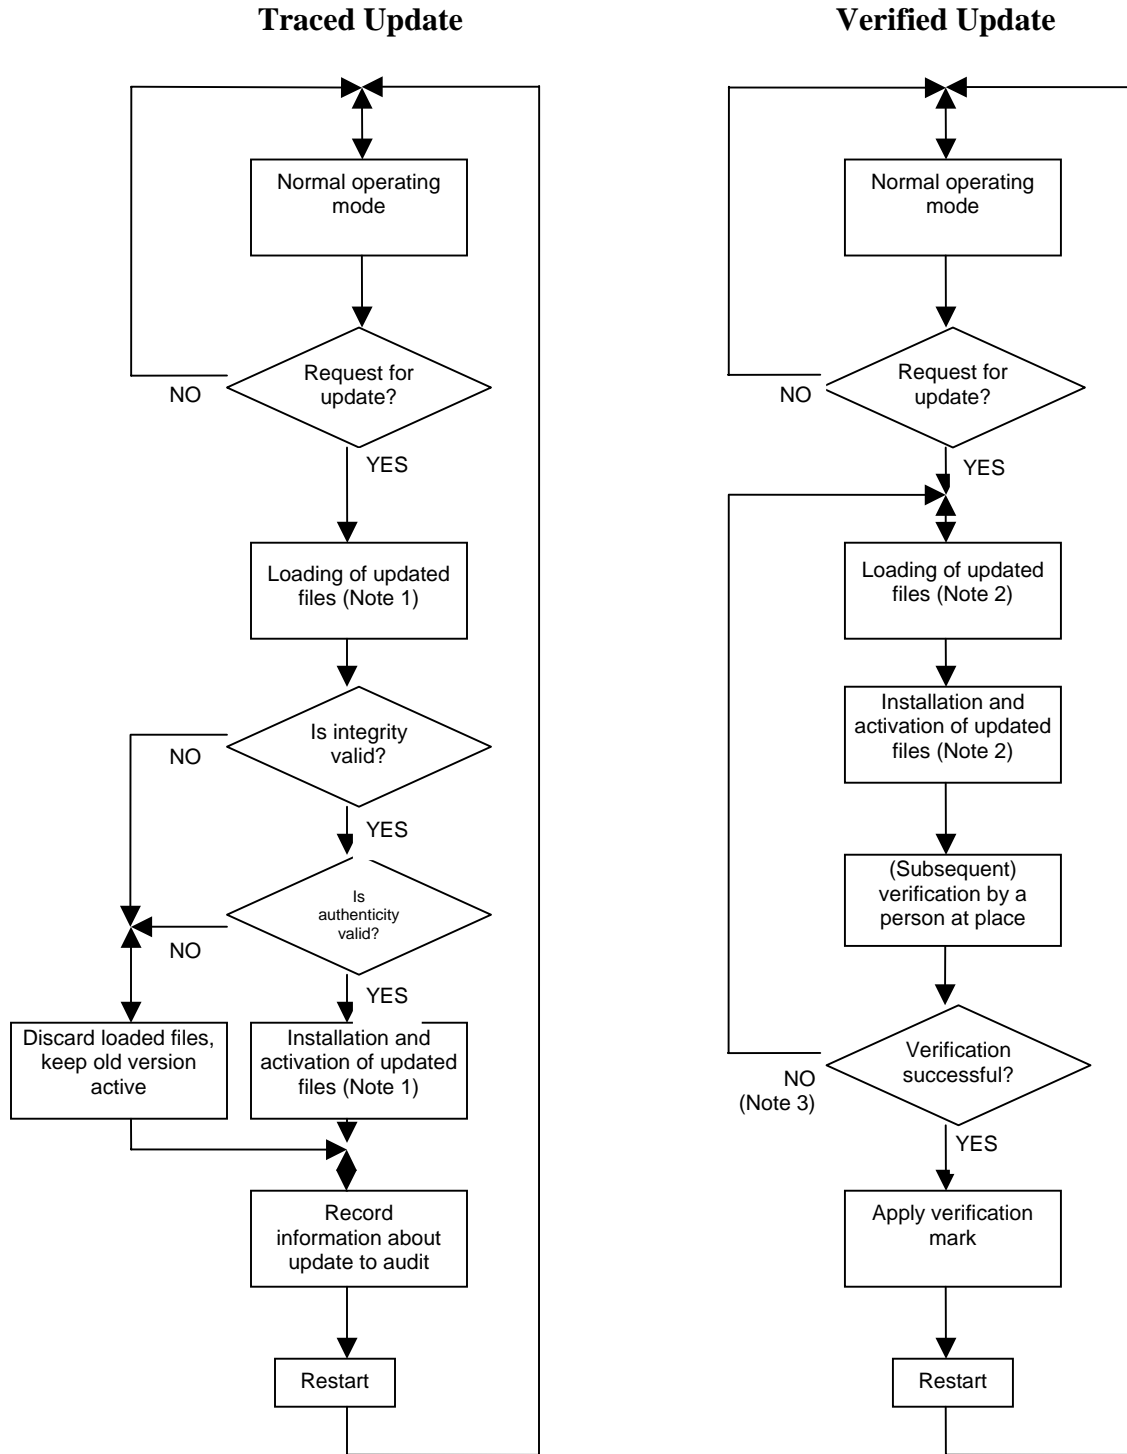 Traced Update
Normal operating
mode
Request for
update?
NO
YES
Loading of updated
files (Note 1)
Is integrity
valid?
NO
YES
Is
authenticity
valid?
NO
YES
Discard loaded files,
keep old version
active
Installation and
activation of updated
files (Note 1)
Record
information about
update to audit
Restart
Verified Update
Normal operating
mode
Request for
update?
NO
YES
Loading of updated
files (Note 2)
Installation and
activation of updated
files (Note 2)
(Subsequent)
verification by a
person at place
Verification
successful?
NO
(Note 3)
YES
Apply verification
mark
Restart